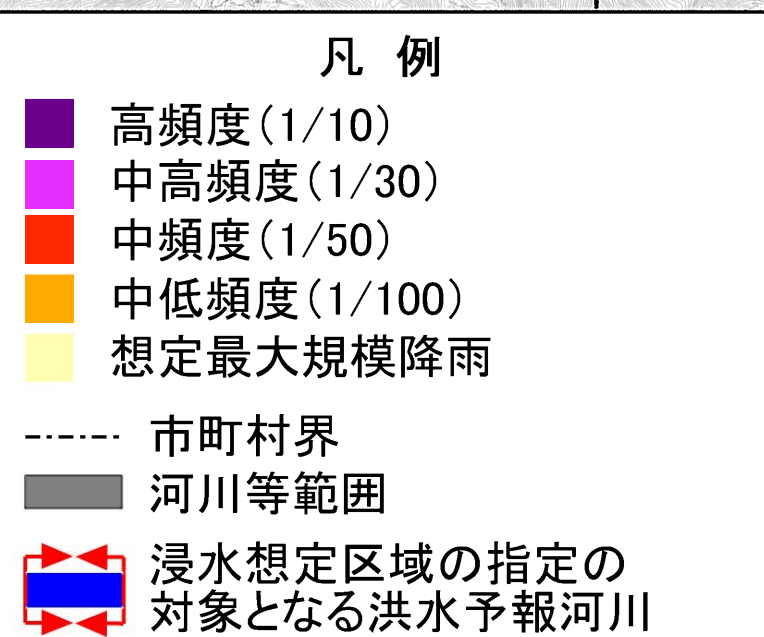 凡 例
高頻度(1/10)
中高頻度(1/30)
中頻度(1/50)
中低頻度(1/100)
想定最大規模降雨
市町村界
河川等範囲
浸水想定区域の指定の
対象となる洪水予報河川